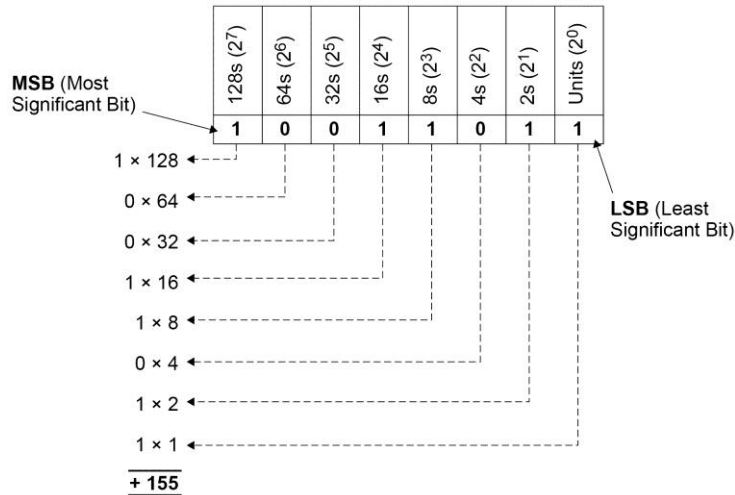 128s (2⁷) 64s (2⁶) 32s (2⁵) 16s (2⁴) 8s (2³) 4s (2²) 2s (2¹) Units (2⁰)
MSB (Most
Significant Bit)
1 0 0 1 1 0 1 1
1 × 128
0 × 64
LSB (Least
Significant Bit)
0 × 32
1 × 16
1 × 8
0 × 4
1 × 2
1 × 1
+ 155